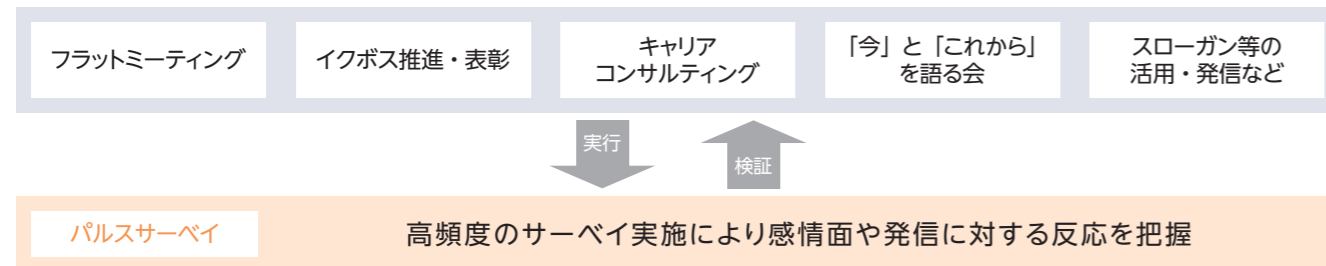 フラットミーティング
イクボス推進・表彰
キャリア
コンサルティング
「今」と「これから」
を語る会
スローガン等の
活用・発信など
実行
検証
パルスサーベイ
高頻度のサーベイ実施により感情面や発信に対する反応を把握